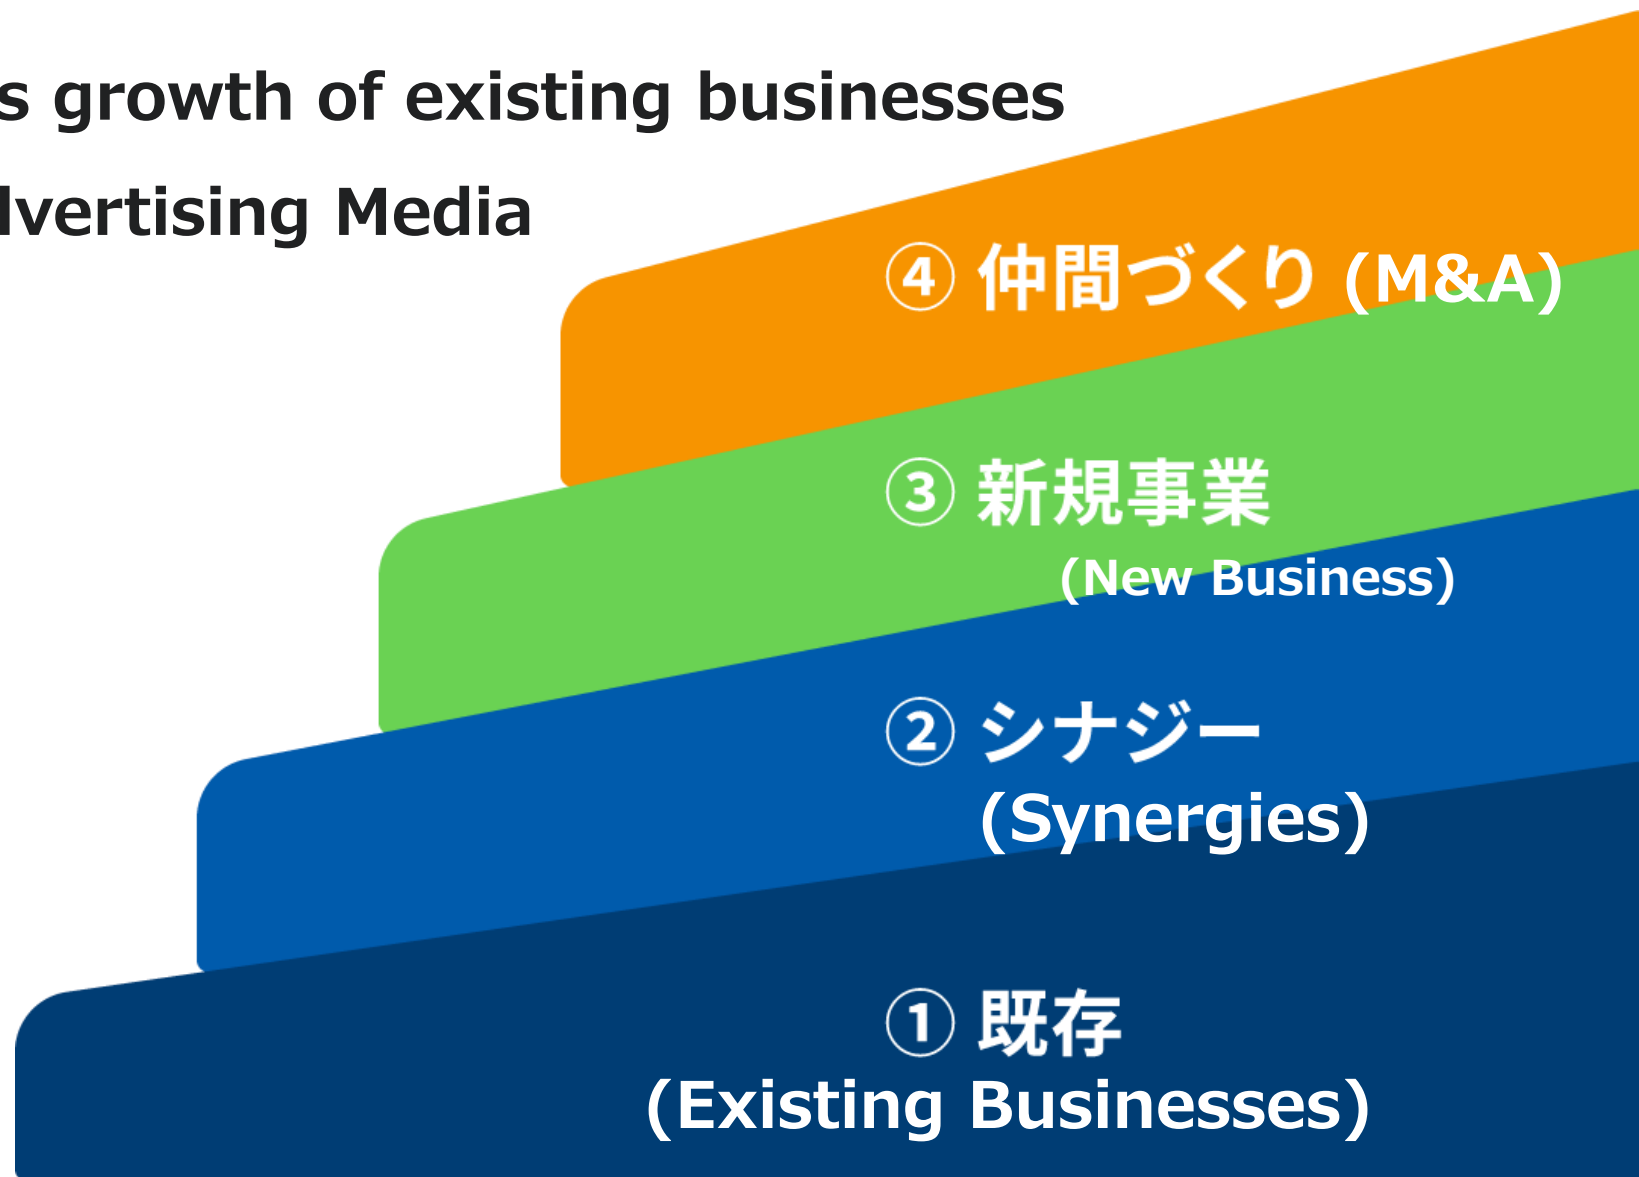 growth of existing businesses
Media
④ 仲間づくり (M&A)
③ 新規事業
(New Business)
② シナジー
(Synergies)
① 既存
(Existing Businesses)